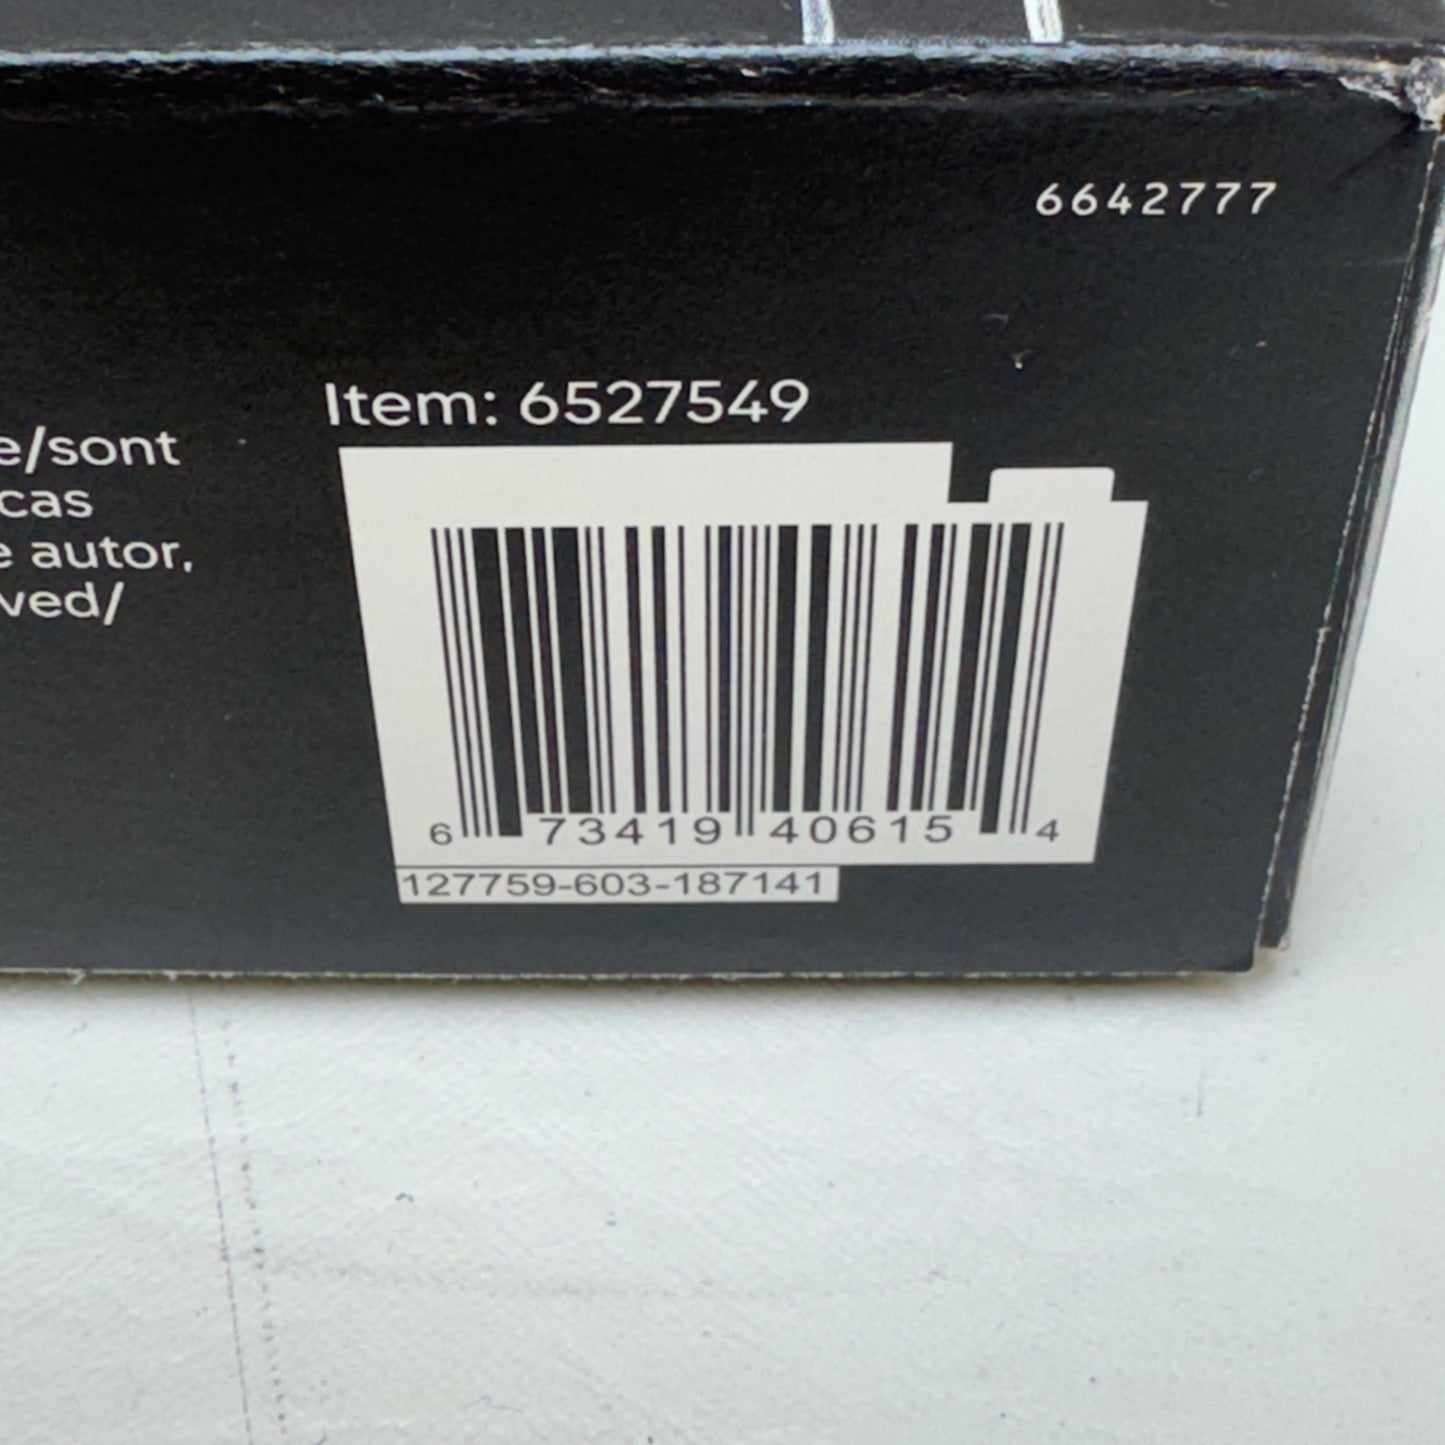 6642777
Item: 6527549
e/sont
cas
e autor,
ved/
6 73419 40615 4
127759-603-187141